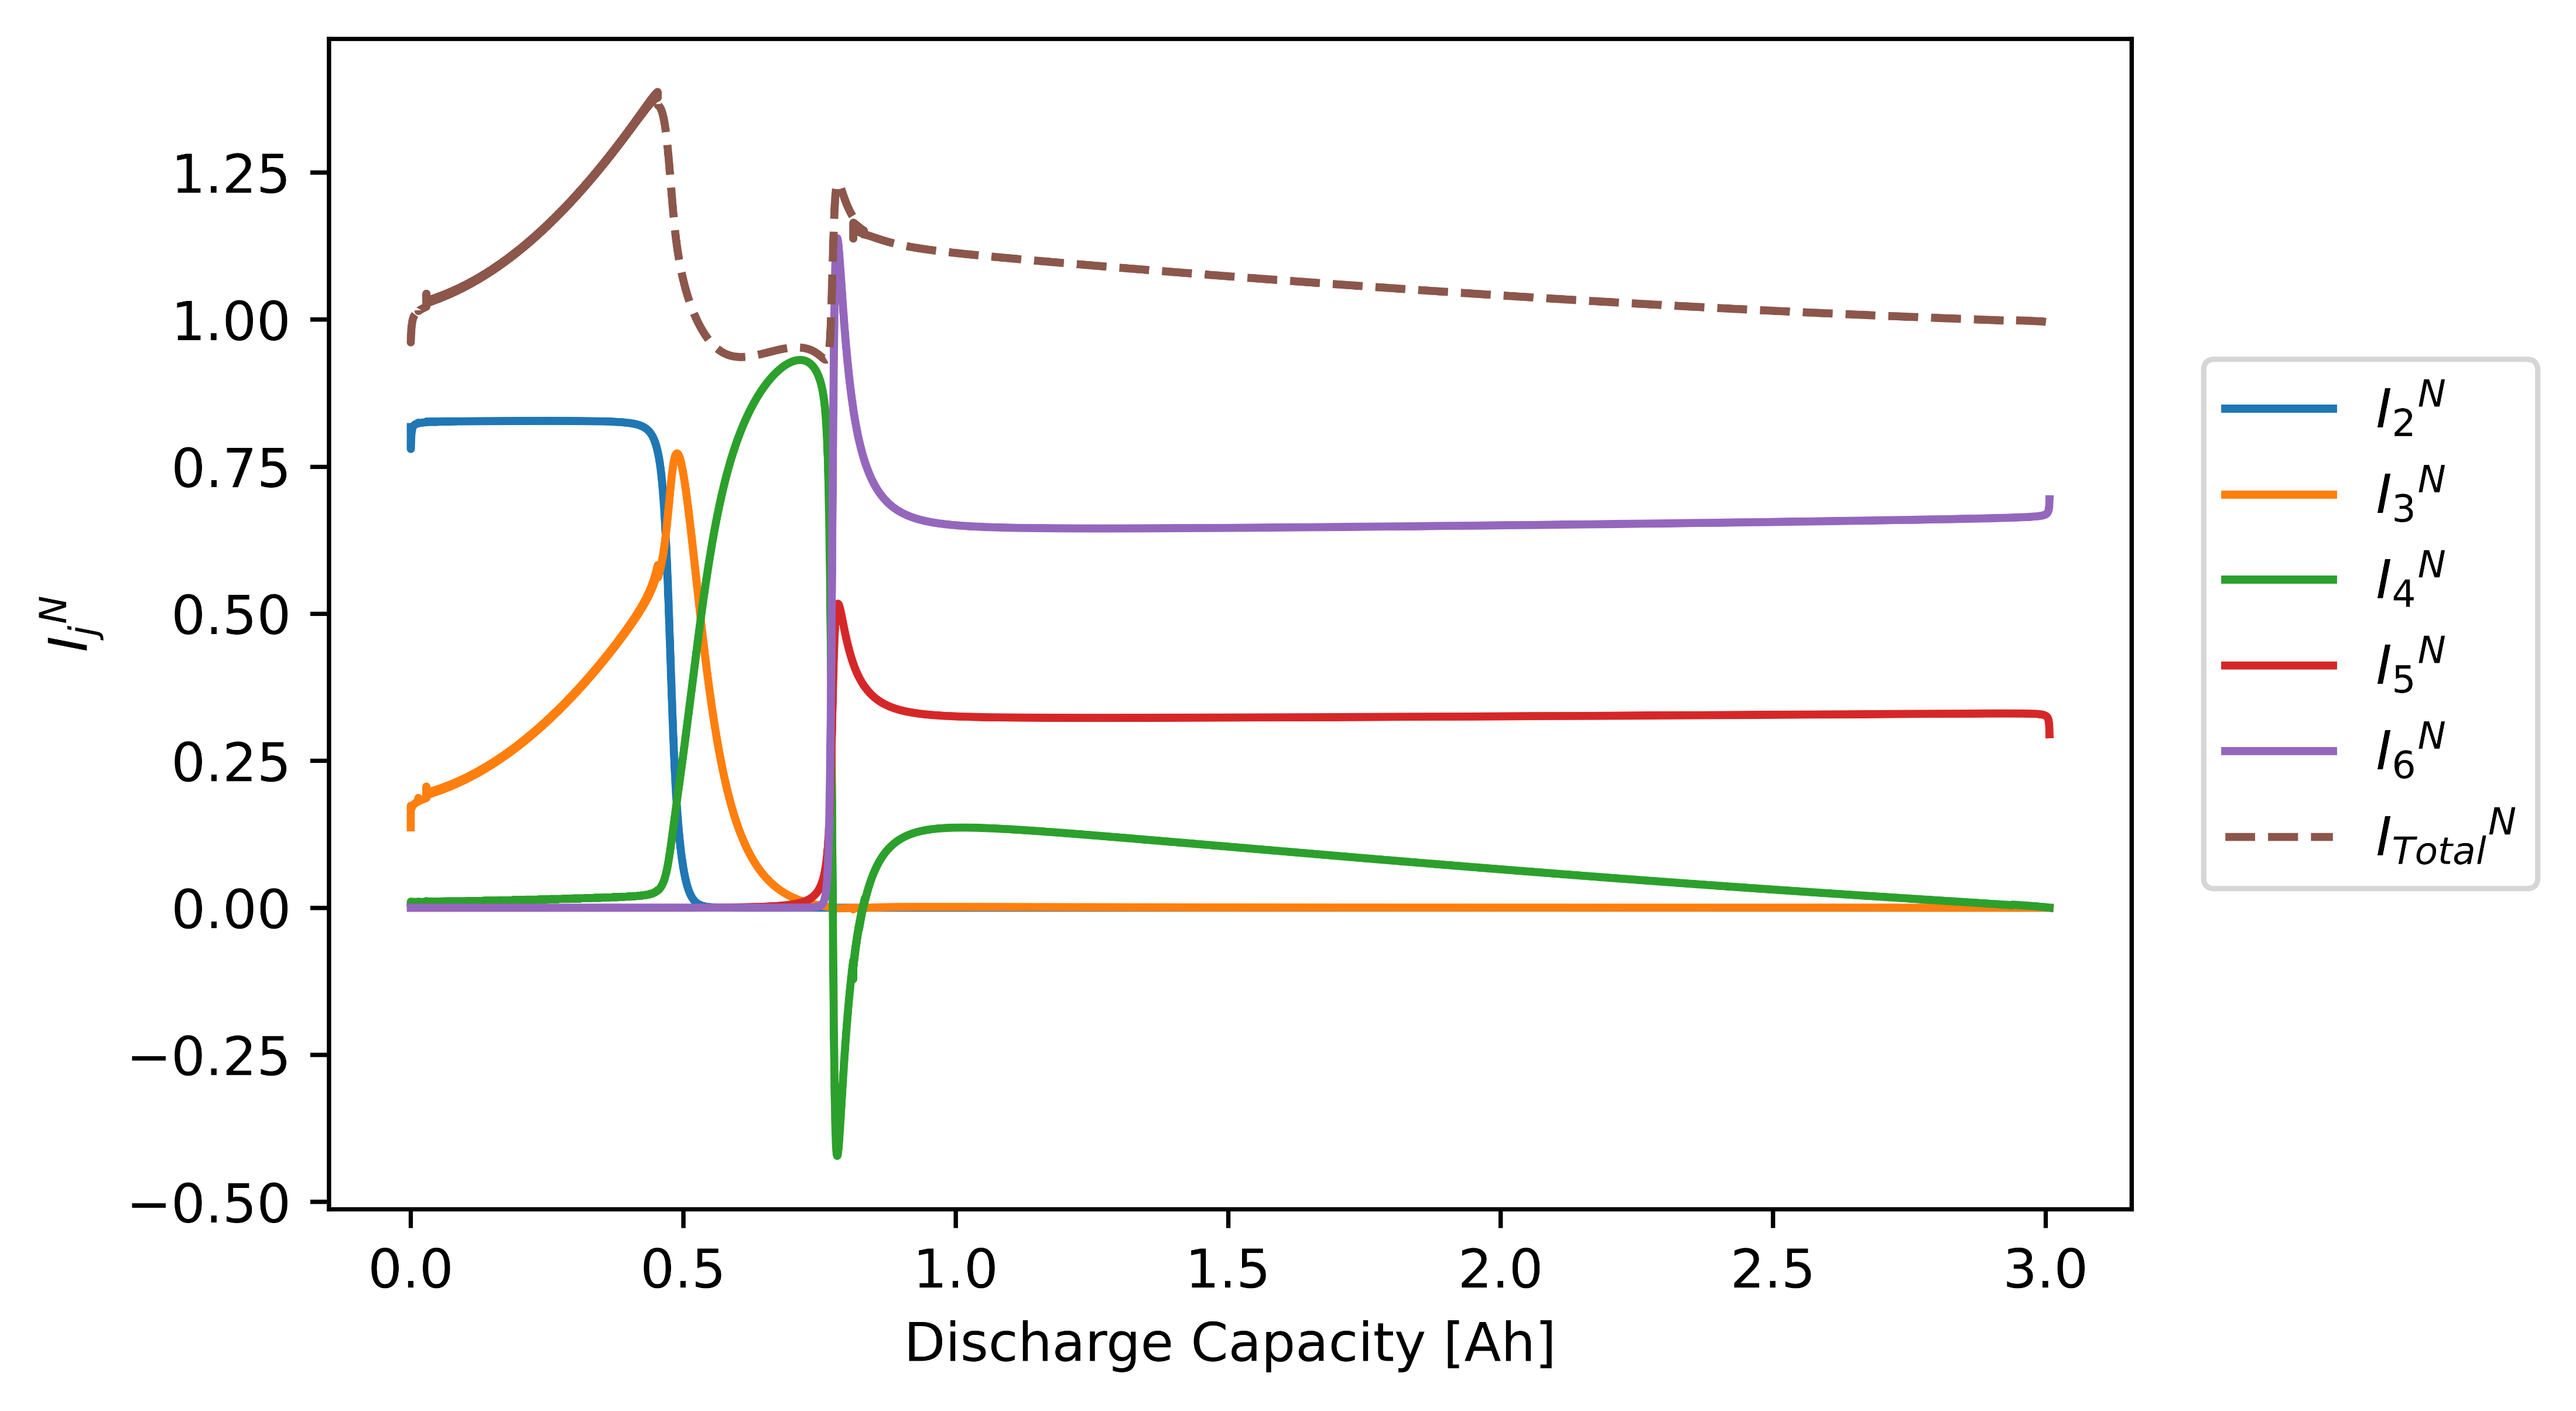 1.25
1.00
0.75
0.50
0.25
0.00
−0.25
−0.50
I_j^N
0.0 0.5 1.0 1.5 2.0 2.5 3.0
Discharge Capacity [Ah]
I_2^N
I_3^N
I_4^N
I_5^N
I_6^N
I_Total^N